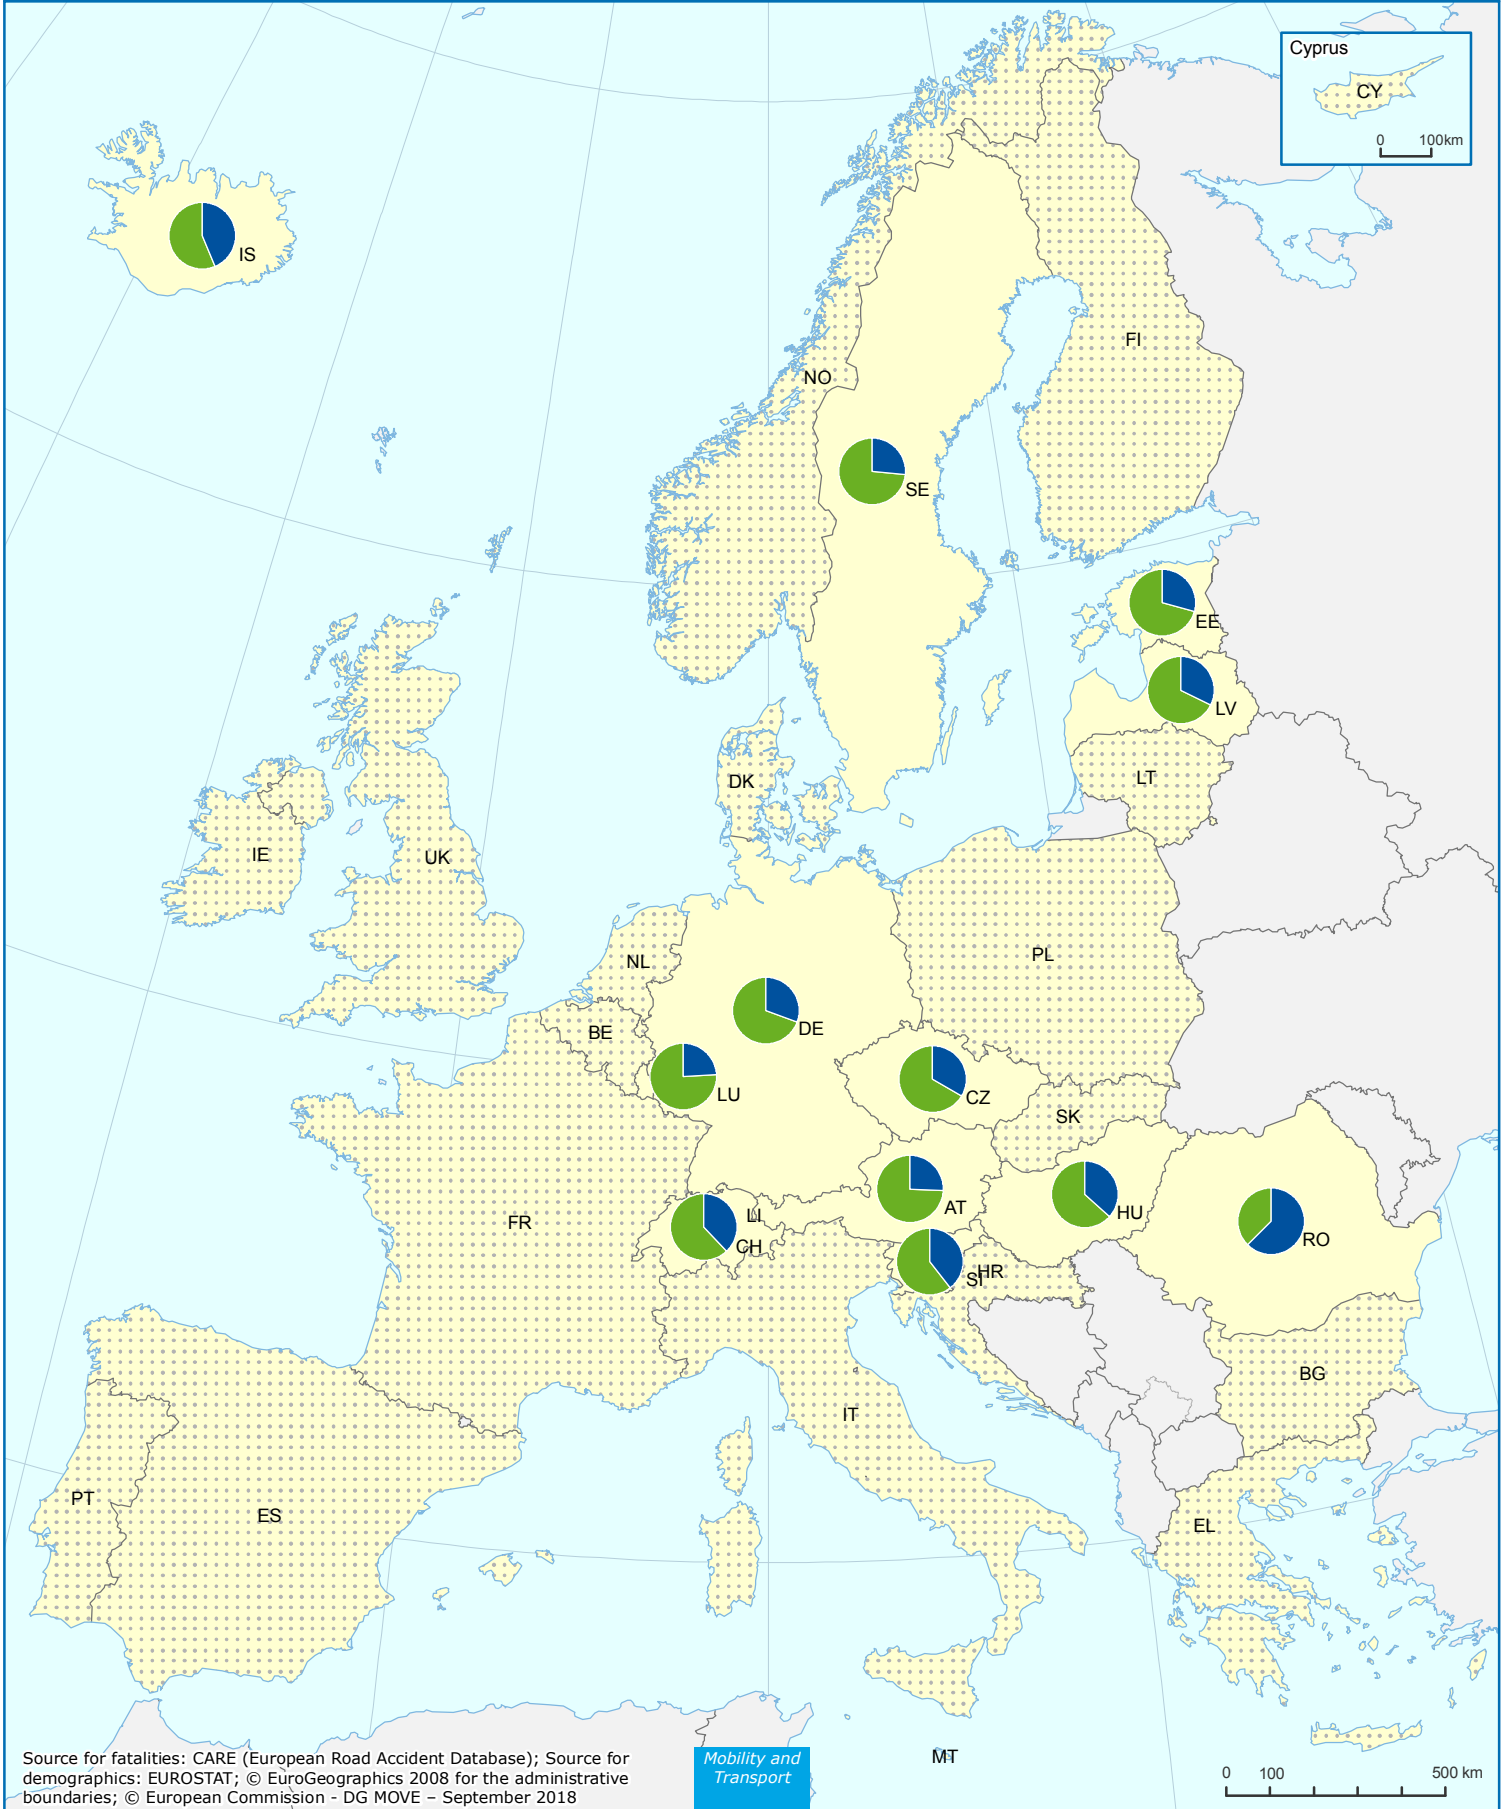 Cyprus
CY
0 100km
IS
FI
NO
SE
EE
LV
LT
DK
IE
UK
NL
PL
BE
DE
LU
CZ
SK
AT
LI
HU
FR
CH
RO
SI
HR
BG
IT
PT
ES
EL
MT
Source for fatalities: CARE (European Road Accident Database); Source for
demographics: EUROSTAT; © EuroGeographics 2008 for the administrative
boundaries; © European Commission - DG MOVE – September 2018
Mobility and
Transport
0 100 500 km